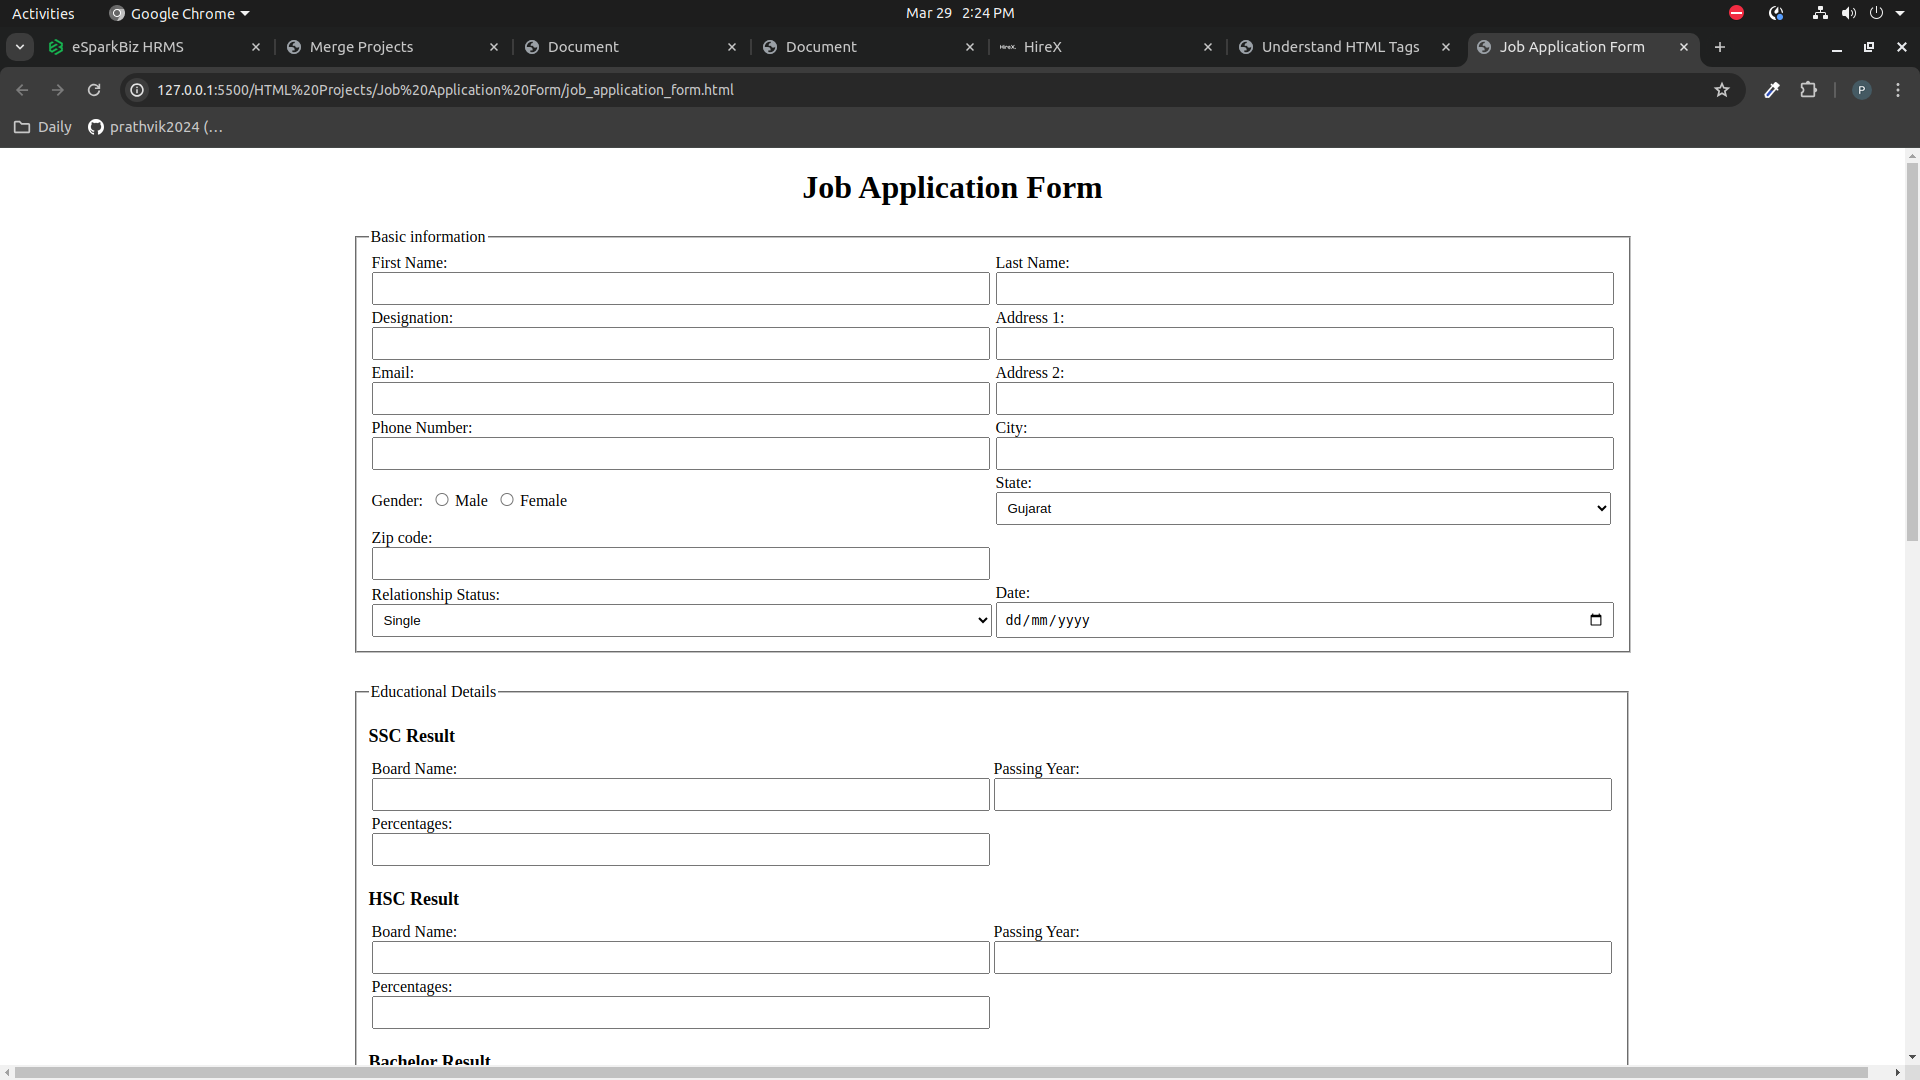 Activities Google Chrome Mar 29 2:24 PM
eSparkBiz HRMS Merge Projects Document Document HireX. HireX Understand HTML Tags Job Application Form
127.0.0.1:5500/HTML%20Projects/Job%20Application%20Form/job_application_form.html P
Daily prathvik2024 (...
Job Application Form
Basic information
First Name: Last Name:
Designation: Address 1:
Email: Address 2:
Phone Number: City:
Gender: Male Female State:
Gujarat
Zip code:
Relationship Status: Date:
Single dd/mm/yyyy
Educational Details
SSC Result
Board Name: Passing Year:
Percentages:
HSC Result
Board Name: Passing Year:
Percentages:
Bachelor Result